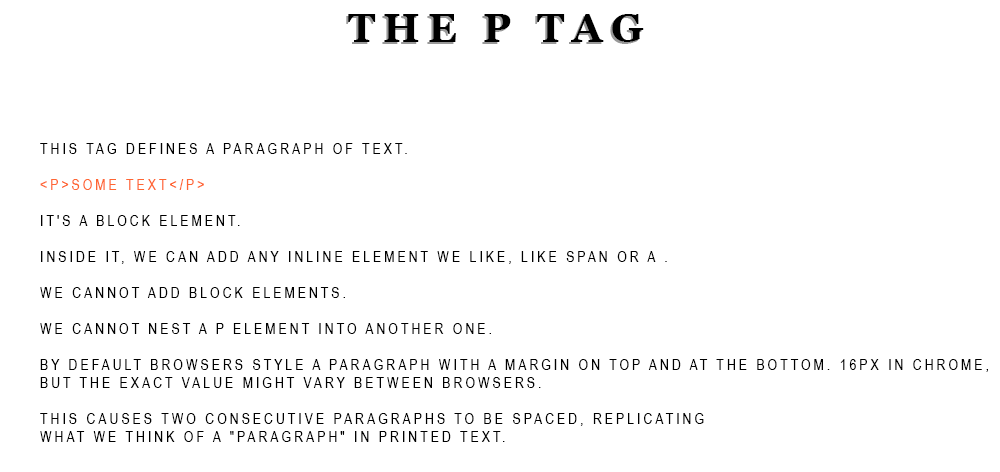 THE P TAG
THIS TAG DEFINES A PARAGRAPH OF TEXT.
<P>SOME TEXT</P>
IT'S A BLOCK ELEMENT.
INSIDE IT, WE CAN ADD ANY INLINE ELEMENT WE LIKE, LIKE SPAN OR A .
WE CANNOT ADD BLOCK ELEMENTS.
WE CANNOT NEST A P ELEMENT INTO ANOTHER ONE.
BY DEFAULT BROWSERS STYLE A PARAGRAPH WITH A MARGIN ON TOP AND AT THE BOTTOM. 16PX IN CHROME,
BUT THE EXACT VALUE MIGHT VARY BETWEEN BROWSERS.
THIS CAUSES TWO CONSECUTIVE PARAGRAPHS TO BE SPACED, REPLICATING
WHAT WE THINK OF A "PARAGRAPH" IN PRINTED TEXT.